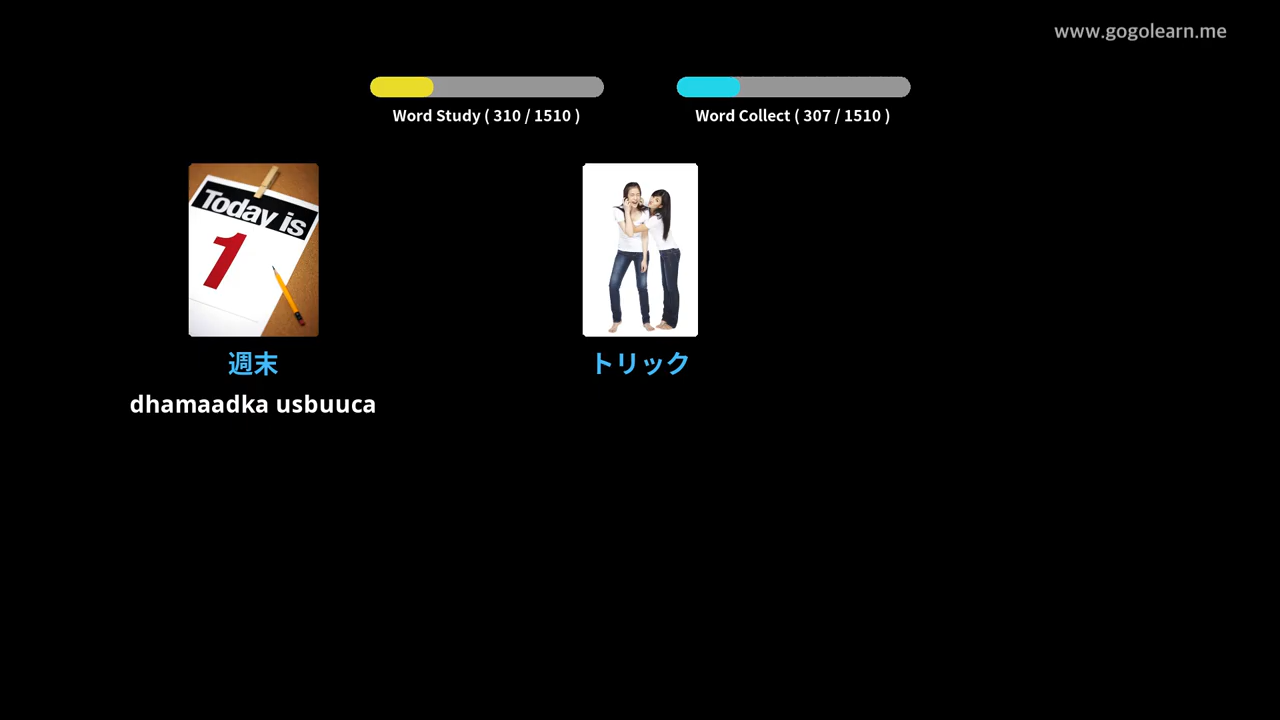 www.gogolearn.me
Word Study ( 310 / 1510 )
Word Collect ( 307 / 1510 )
Today is
1
週末
トリック
dhamaadka usbuuca